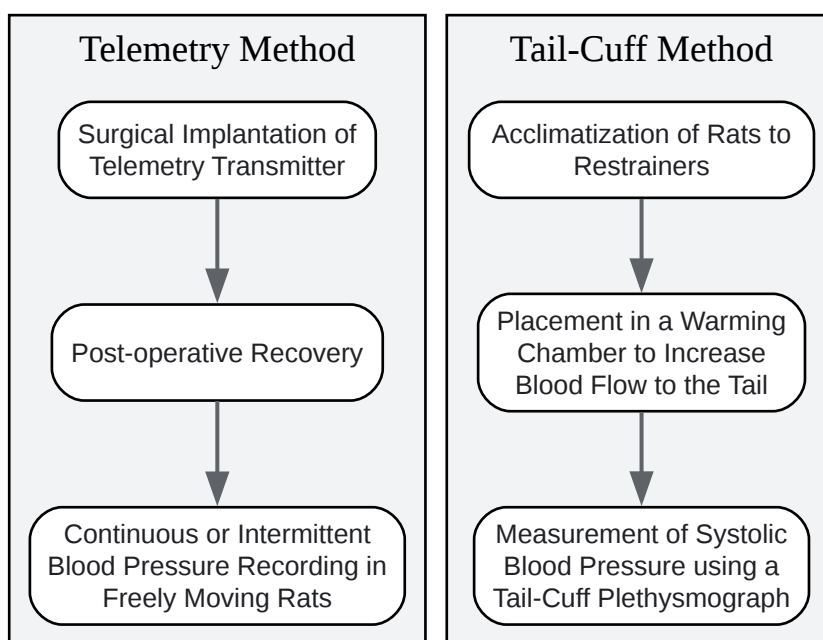 Telemetry Method
Surgical Implantation of
Telemetry Transmitter
Post-operative Recovery
Continuous or Intermittent
Blood Pressure Recording in
Freely Moving Rats
Tail-Cuff Method
Acclimatization of Rats to
Restrainers
Placement in a Warming
Chamber to Increase
Blood Flow to the Tail
Measurement of Systolic
Blood Pressure using a
Tail-Cuff Plethysmograph